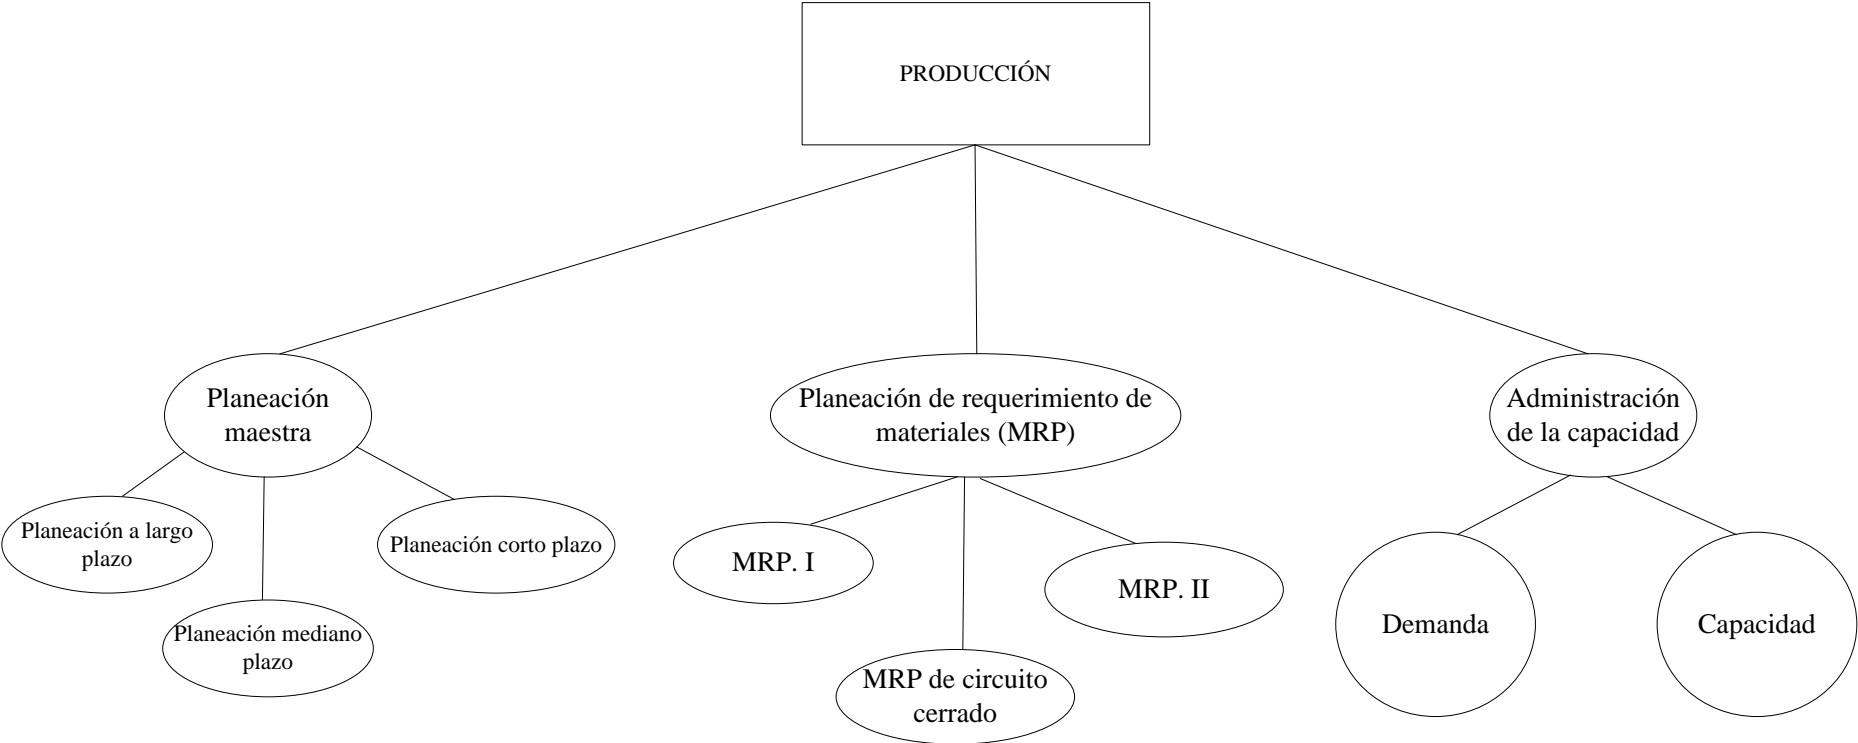 PRODUCCIÓN
Planeación
maestra
Planeación de requerimiento de
materiales (MRP)
Administración
de la capacidad
Planeación a largo
plazo
Planeación mediano
plazo
Planeación corto plazo
MRP. I
MRP de circuito
cerrado
MRP. II
Demanda
Capacidad